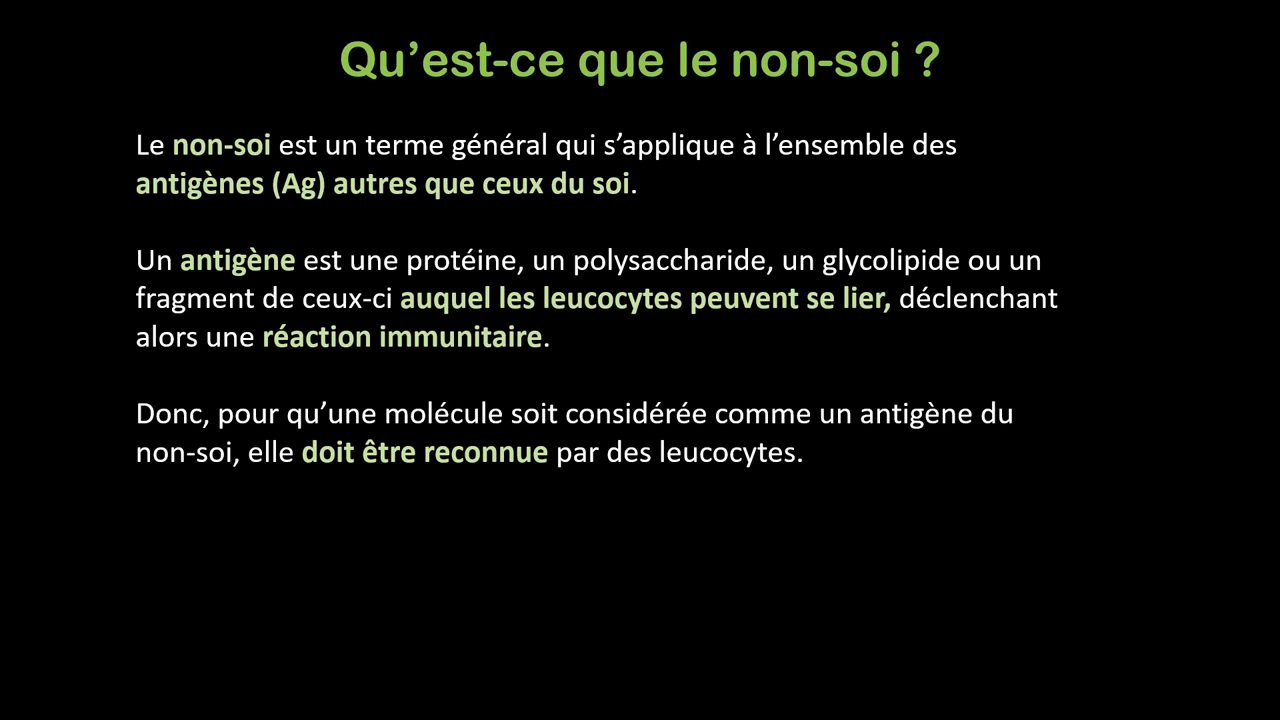 Qu’est-ce que le non-soi ?
Le non-soi est un terme général qui s’applique à l’ensemble des
antigènes (Ag) autres que ceux du soi.
Un antigène est une protéine, un polysaccharide, un glycolipide ou un
fragment de ceux-ci auquel les leucocytes peuvent se lier, déclenchant
alors une réaction immunitaire.
Donc, pour qu’une molécule soit considérée comme un antigène du
non-soi, elle doit être reconnue par des leucocytes.